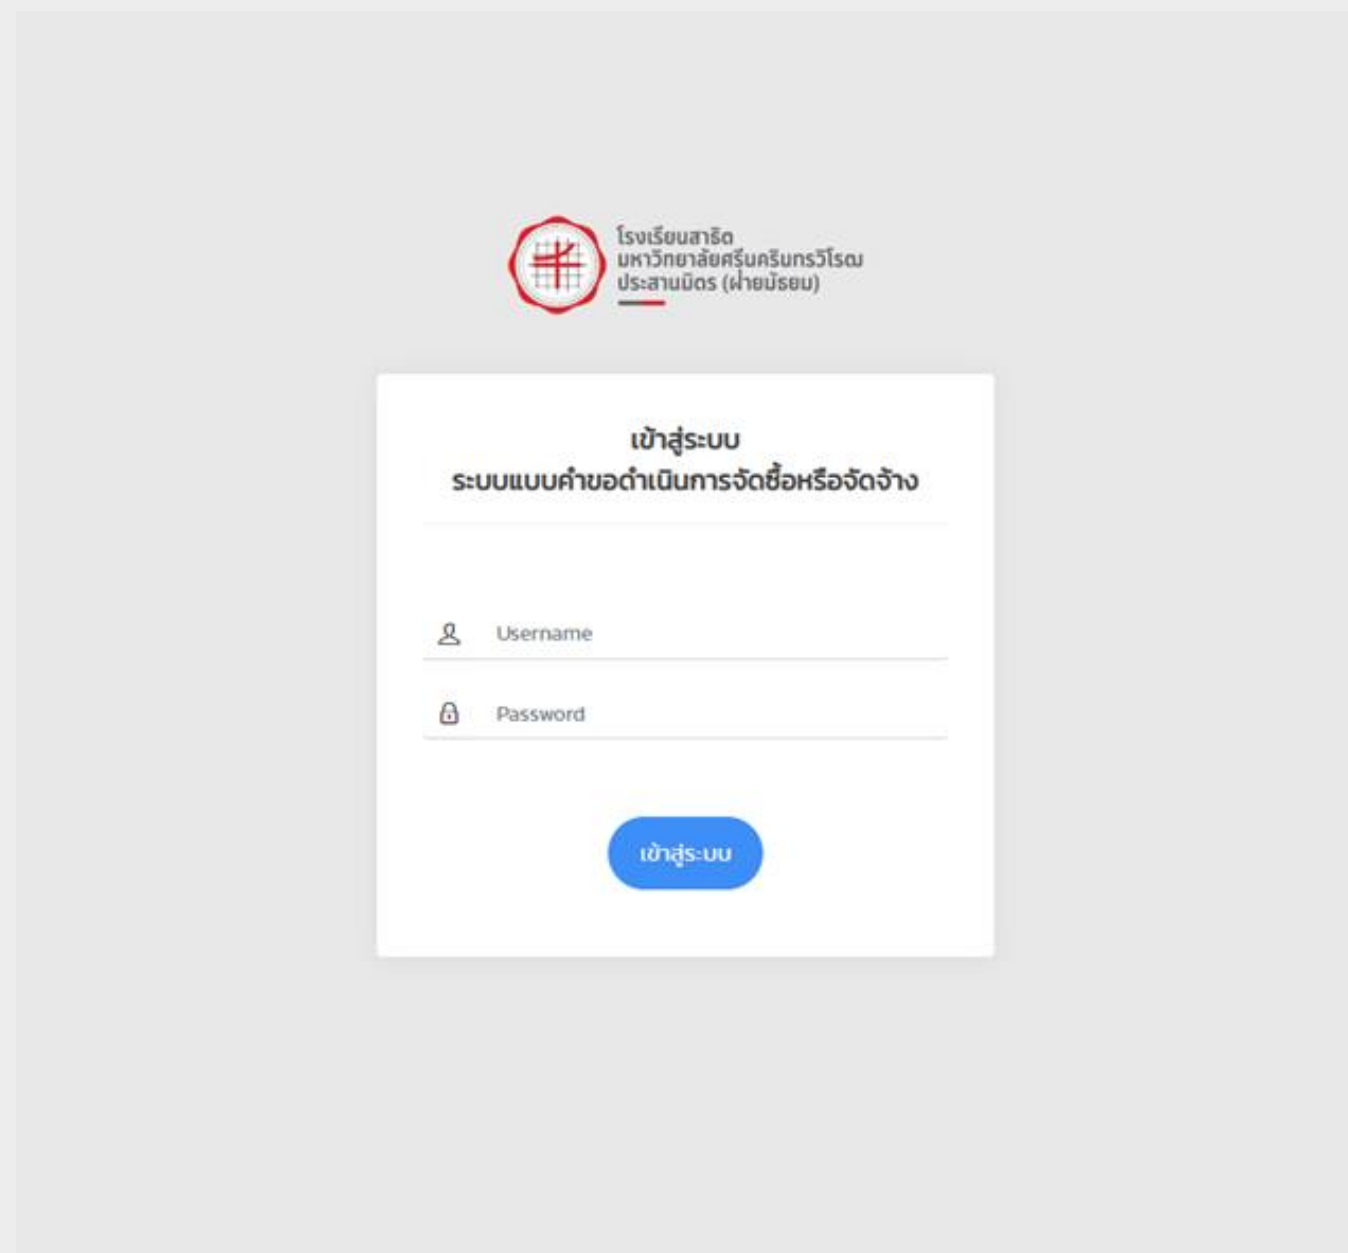 โรงเรียนสาธิต
มหาวิทยาลัยศรีนครินทรวิโรฒ
ประสานมิตร (ฝ่ายมัธยม)
เข้าสู่ระบบ
ระบบแบบคำขอดำเนินการจัดซื้อหรือจัดจ้าง
Username
Password
เข้าสู่ระบบ